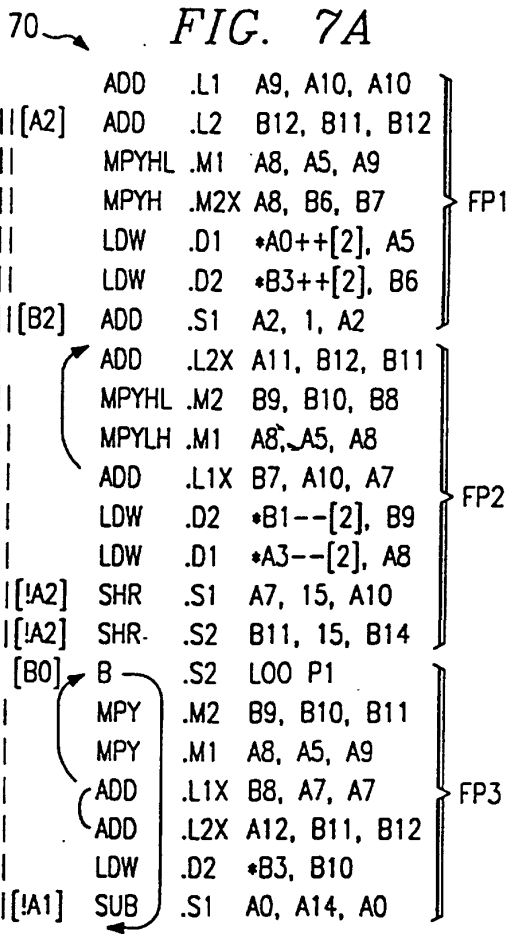 70 FIG. 7A
ADD .L1 A9, A10, A10
||[A2] ADD .L2 B12, B11, B12
|| MPYHL .M1 A8, A5, A9
|| MPYH .M2X A8, B6, B7
|| LDW .D1 *A0++[2], A5
|| LDW .D2 *B3++[2], B6
|[B2] ADD .S1 A2, 1, A2
FP1
ADD .L2X A11, B12, B11
| MPYHL .M2 B9, B10, B8
| MPYLH .M1 A8, A5, A8
| ADD .L1X B7, A10, A7
| LDW .D2 *B1--[2], B9
| LDW .D1 *A3--[2], A8
|[!A2] SHR .S1 A7, 15, A10
|[!A2] SHR .S2 B11, 15, B14
FP2
[B0] B .S2 LOO P1
| MPY .M2 B9, B10, B11
| MPY .M1 A8, A5, A9
| ADD .L1X B8, A7, A7
| ADD .L2X A12, B11, B12
| LDW .D2 *B3, B10
|[!A1] SUB .S1 A0, A14, A0
FP3